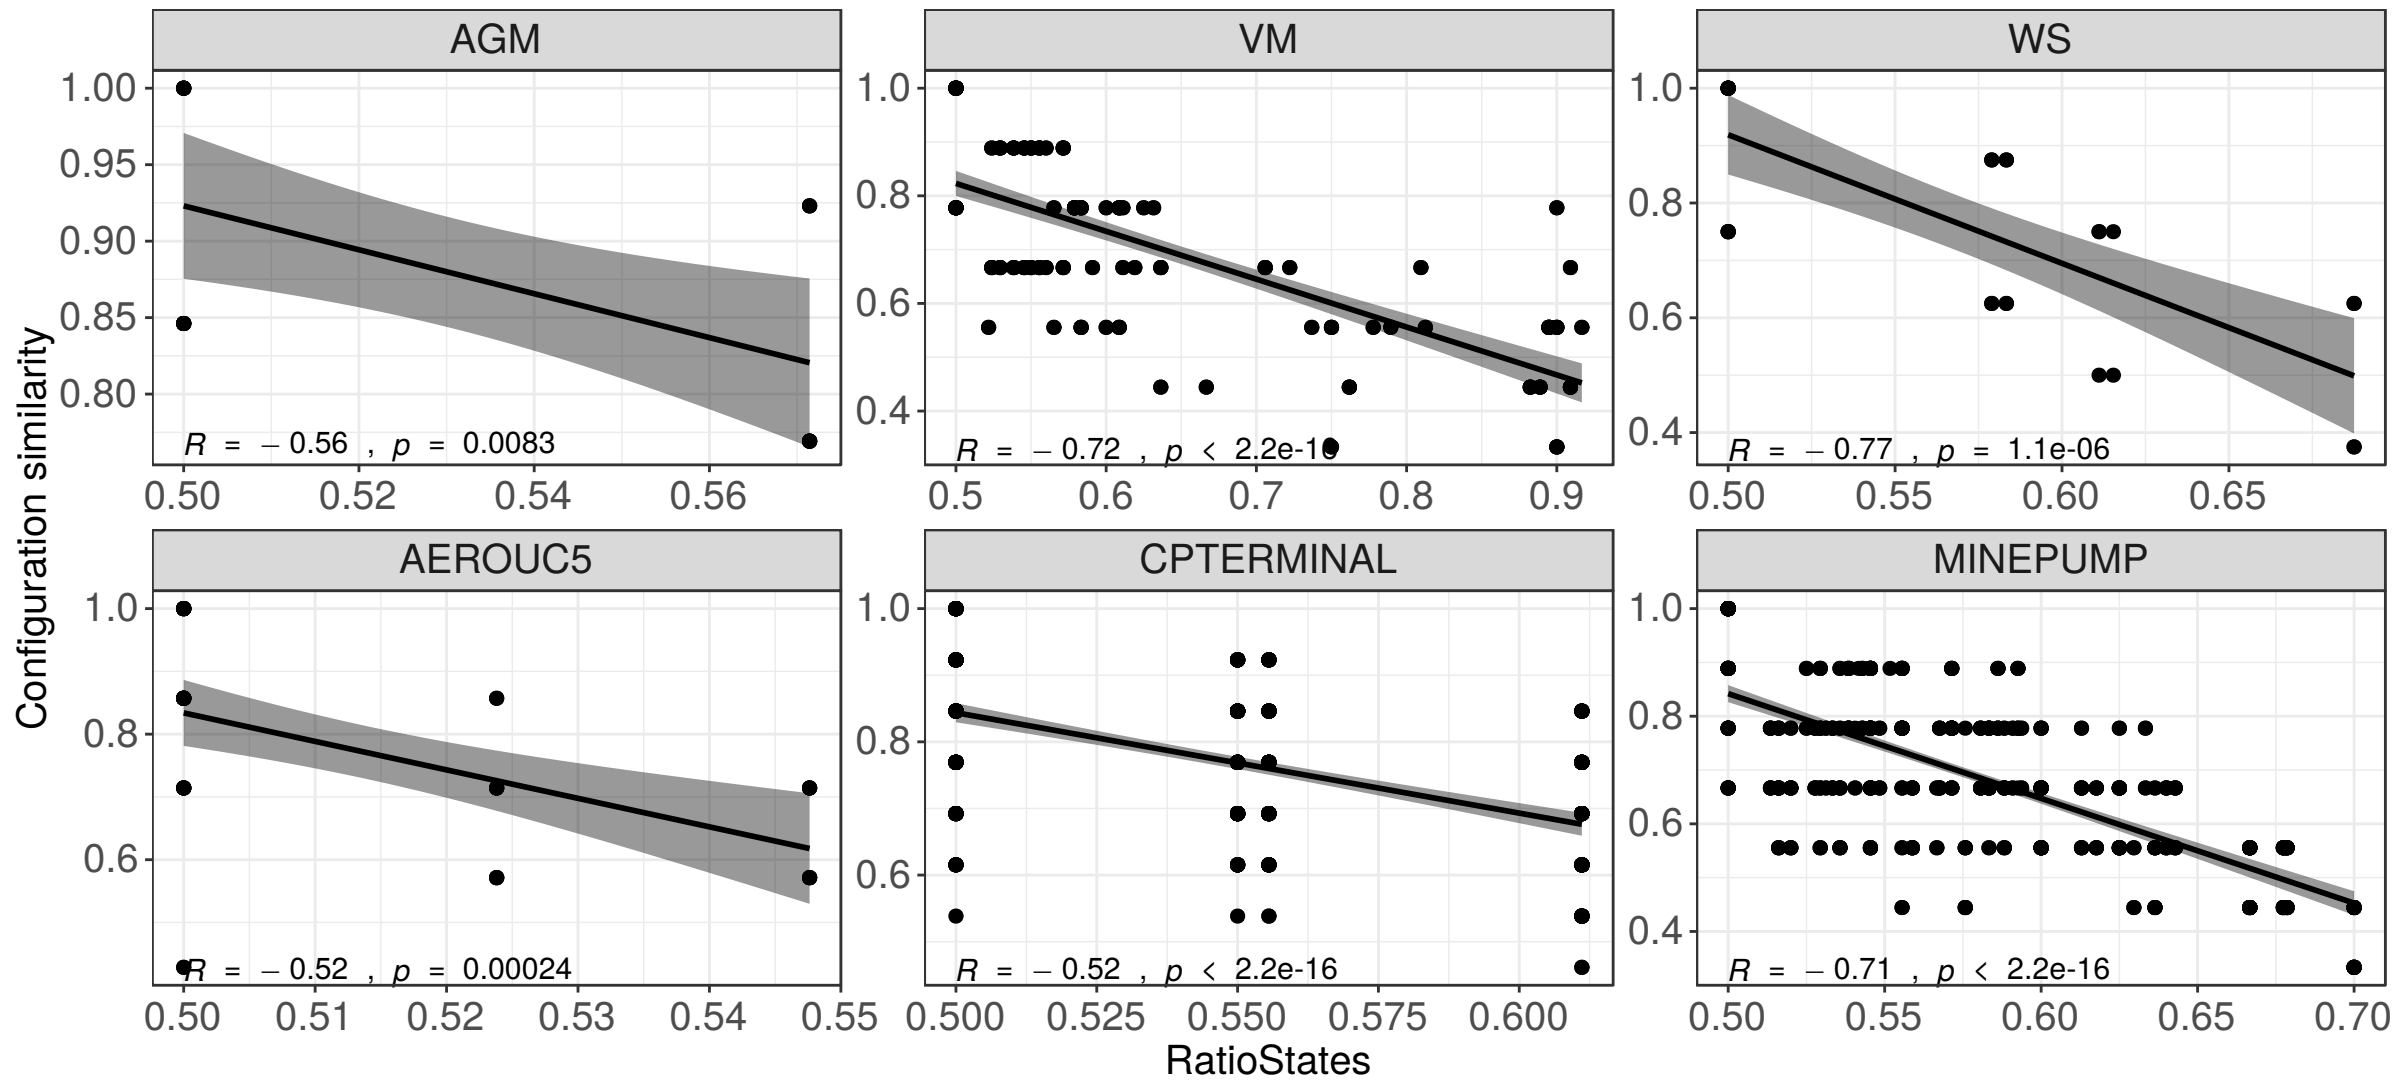 AGM
VM
WS
1.00
0.95
0.90
0.85
0.80
1.0
0.8
0.6
0.4
1.0
0.8
0.6
0.4
R = − 0.56 , p = 0.0083
R = − 0.72 , p < 2.2e-16
R = − 0.77 , p = 1.1e-06
0.50 0.52 0.54 0.56
0.5 0.6 0.7 0.8 0.9
0.50 0.55 0.60 0.65
Configuration similarity
AEROUC5
CPTERMINAL
MINEPUMP
1.0
0.8
0.6
1.0
0.8
0.6
1.0
0.8
0.6
0.4
R = − 0.52 , p = 0.00024
R = − 0.52 , p < 2.2e-16
R = − 0.71 , p < 2.2e-16
0.50 0.51 0.52 0.53 0.54 0.55
0.500 0.525 0.550 0.575 0.600
0.50 0.55 0.60 0.65 0.70
RatioStates